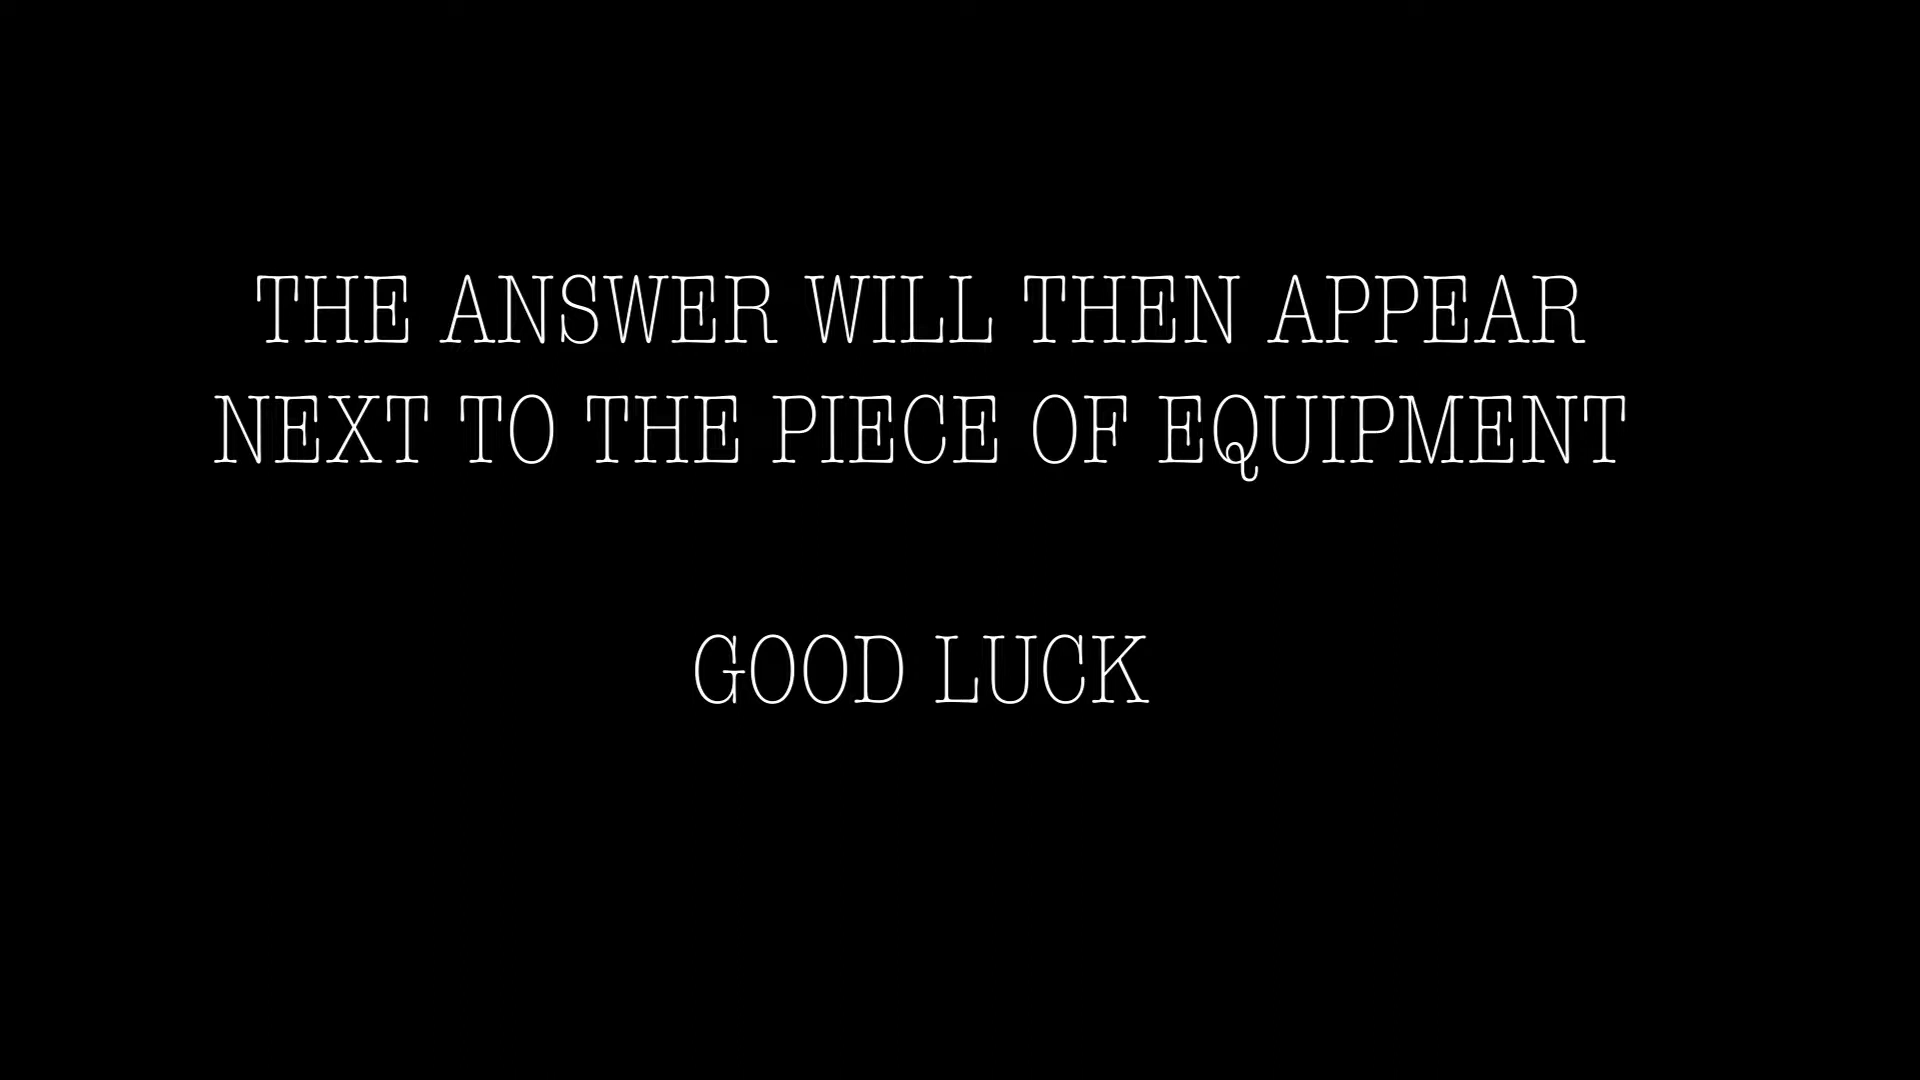 THE ANSWER WILL THEN APPEAR
NEXT TO THE PIECE OF EQUIPMENT
GOOD LUCK